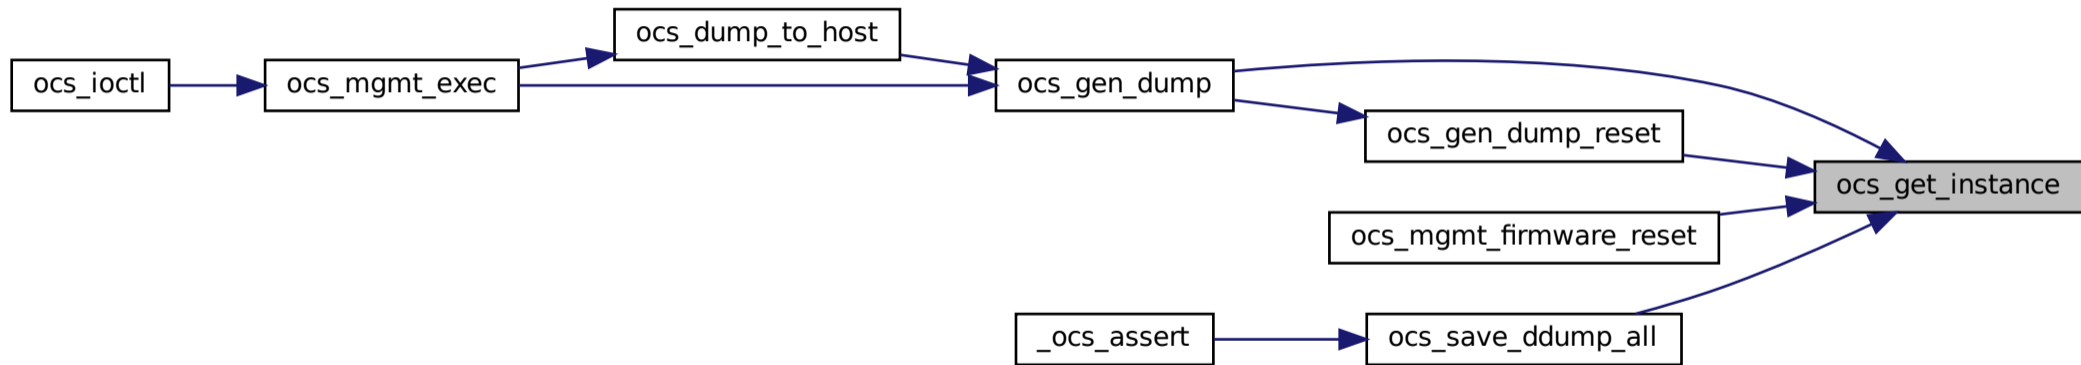 ocs_dump_to_host
ocs_ioctl
ocs_mgmt_exec
ocs_gen_dump
ocs_gen_dump_reset
ocs_get_instance
ocs_mgmt_firmware_reset
_ocs_assert
ocs_save_ddump_all